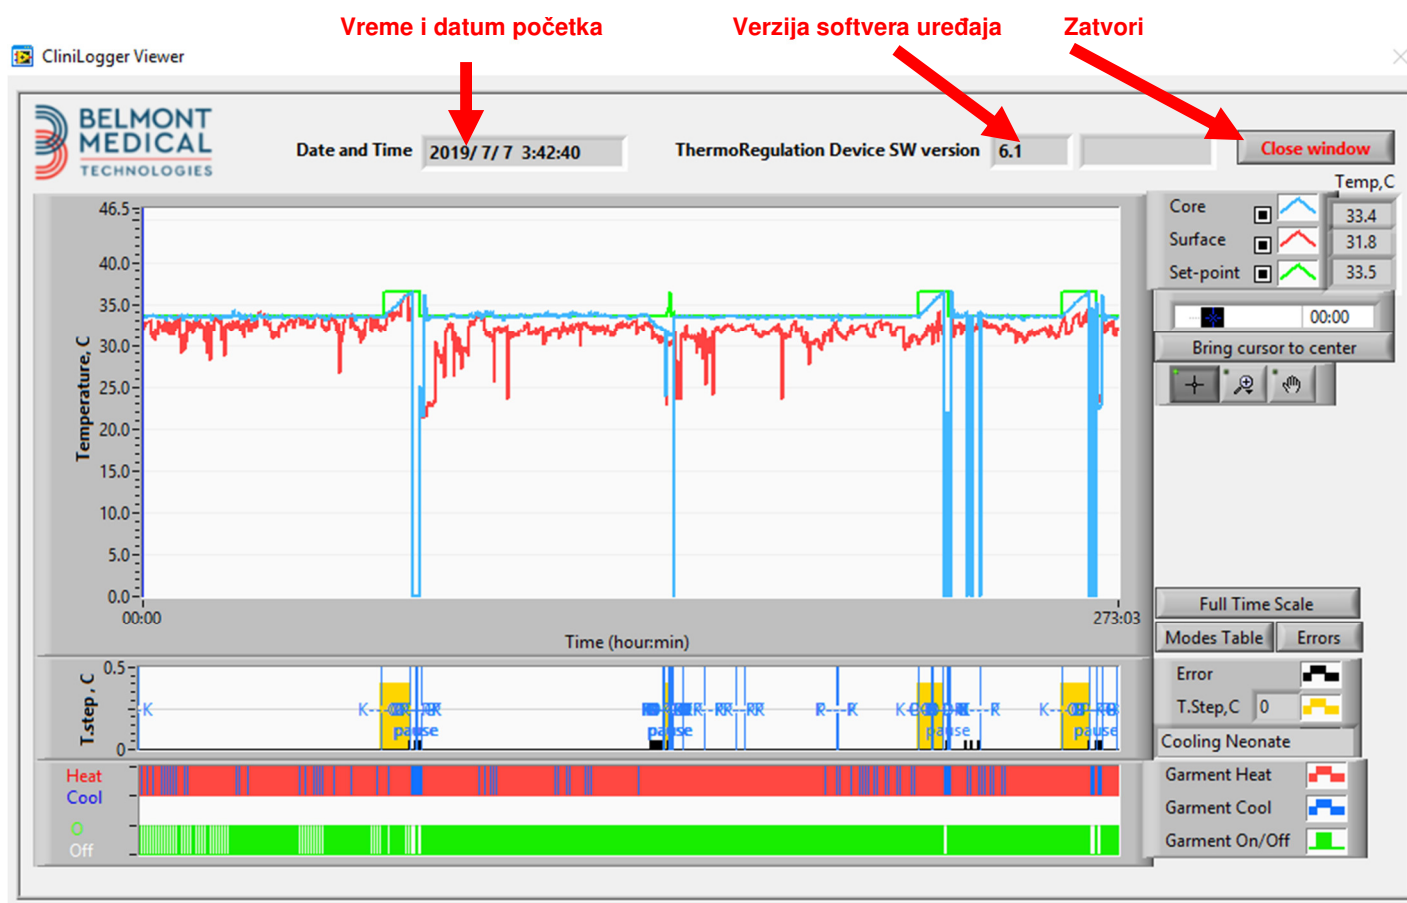 Vreme i datum početka
Verzija softvera uređaja
Zatvori
CliniLogger Viewer
BELMONT
MEDICAL
TECHNOLOGIES
Date and Time 2019/ 7/ 7 3:42:40
ThermoRegulation Device SW version 6.1
Close window
Temp,C
Core 33.4
Surface 31.8
Set-point 33.5
00:00
Bring cursor to center
46.5
40.0
35.0
30.0
25.0
20.0
15.0
10.0
5.0
0.0
Temperature, C
00:00
273:03
Time (hour:min)
Full Time Scale
Modes Table
Errors
0.5
0
T.step , C
K
K
pause
pause
R
K
pause
R
K
pause
Error
T.Step,C 0
Cooling Neonate
Heat
Cool
O
Off
Garment Heat
Garment Cool
Garment On/Off